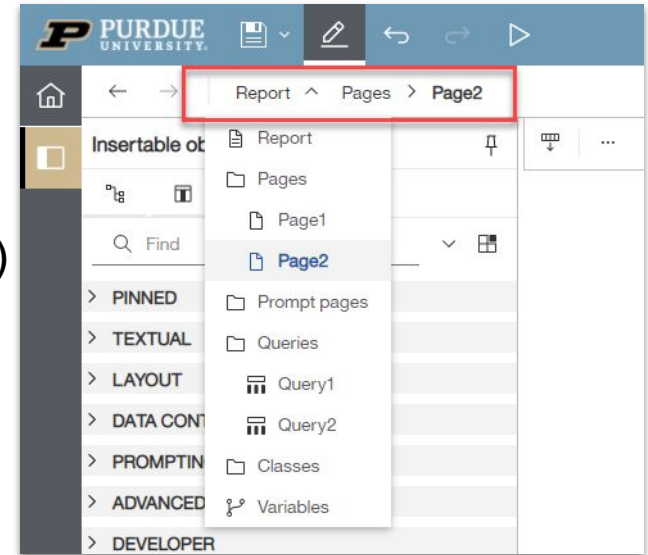 PURDUE
UNIVERSITY.
Report Pages > Page2
Insertable ob
Report
Pages
Page1
Find
Page2
PINNED
Prompt pages
TEXTUAL
Queries
LAYOUT
Query1
DATA CON
Query2
PROMPTIN
Classes
ADVANCED
Variables
DEVELOPER
)